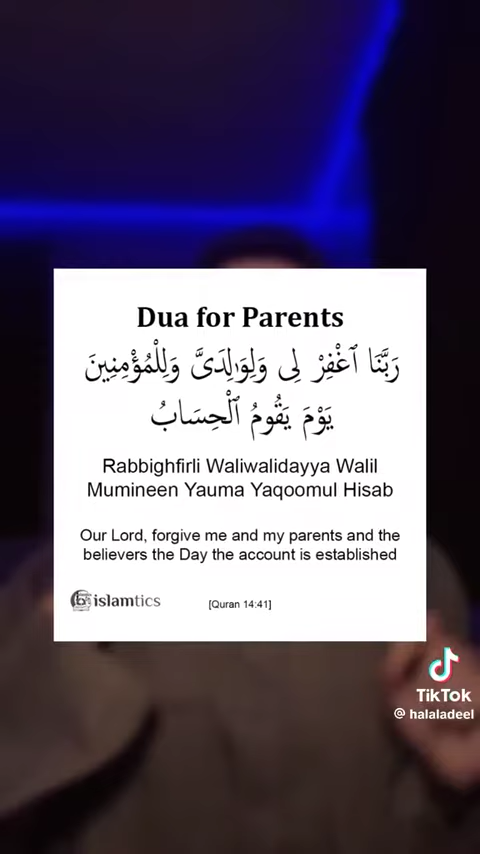 Dua for Parents
رَبَّنَا ٱغْفِرْ لِى وَلِوَٰلِدَىَّ وَلِلْمُؤْمِنِينَ
يَوْمَ يَقُومُ ٱلْحِسَابُ
Rabbighfirli Waliwalidayya Walil
Mumineen Yauma Yaqoomul Hisab
Our Lord, forgive me and my parents and the
believers the Day the account is established
islamtics
[Quran 14:41]
TikTok
@ halaladeel